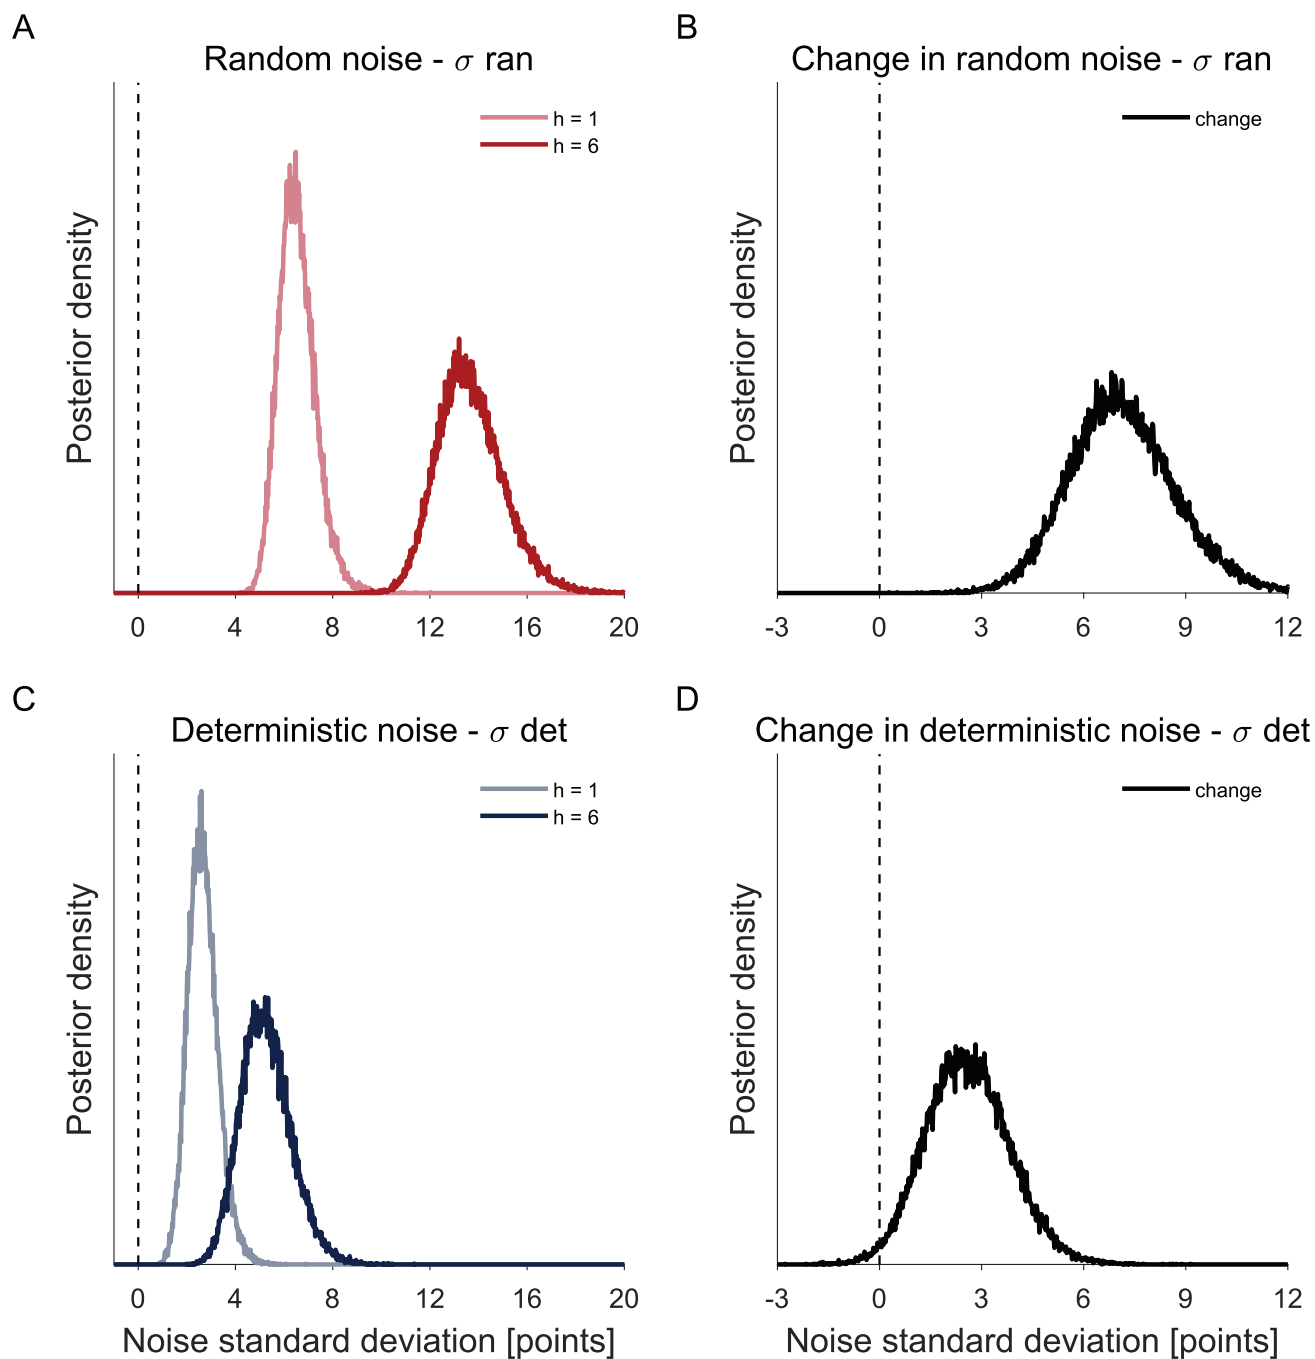 A
Random noise - σ ran
h = 1
h = 6
Posterior density
0 4 8 12 16 20
B
Change in random noise - σ ran
change
Posterior density
-3 0 3 6 9 12
C
Deterministic noise - σ det
h = 1
h = 6
Posterior density
0 4 8 12 16 20
Noise standard deviation [points]
D
Change in deterministic noise - σ det
change
Posterior density
-3 0 3 6 9 12
Noise standard deviation [points]